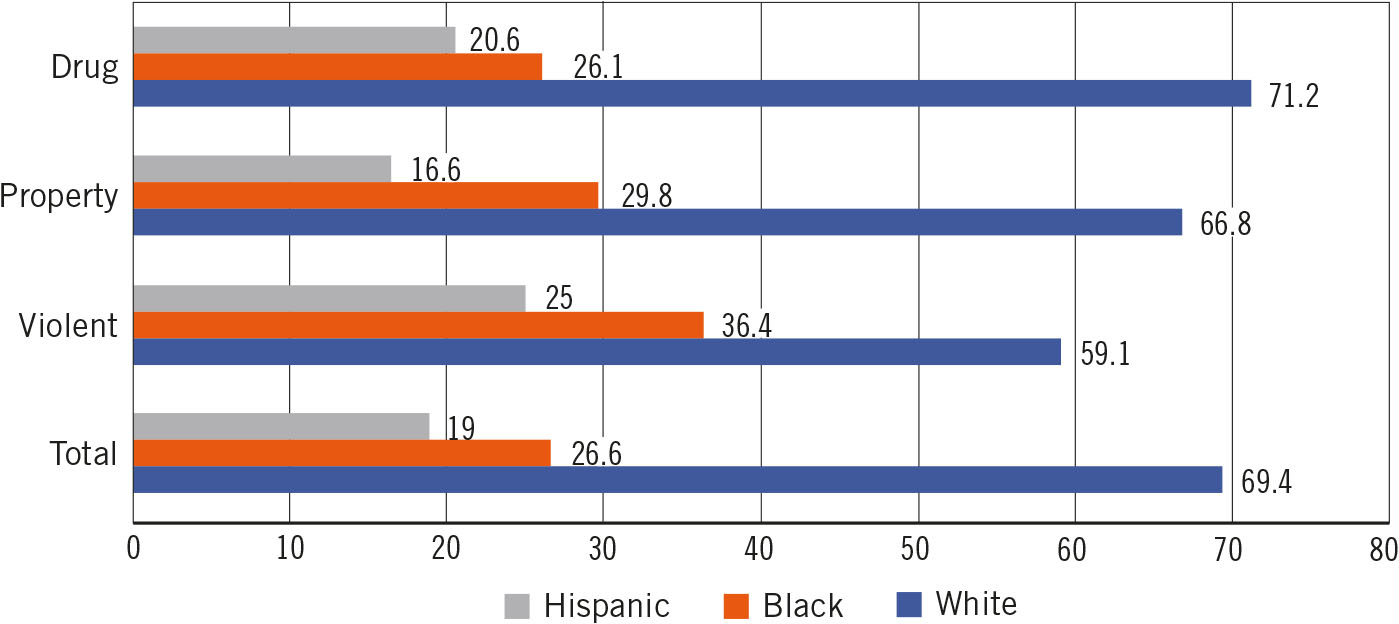 20.6
Drug 26.1
71.2
16.6
Property 29.8
66.8
25
Violent 36.4
59.1
19
Total 26.6
69.4
0 10 20 30 40 50 60 70 80
Hispanic Black White